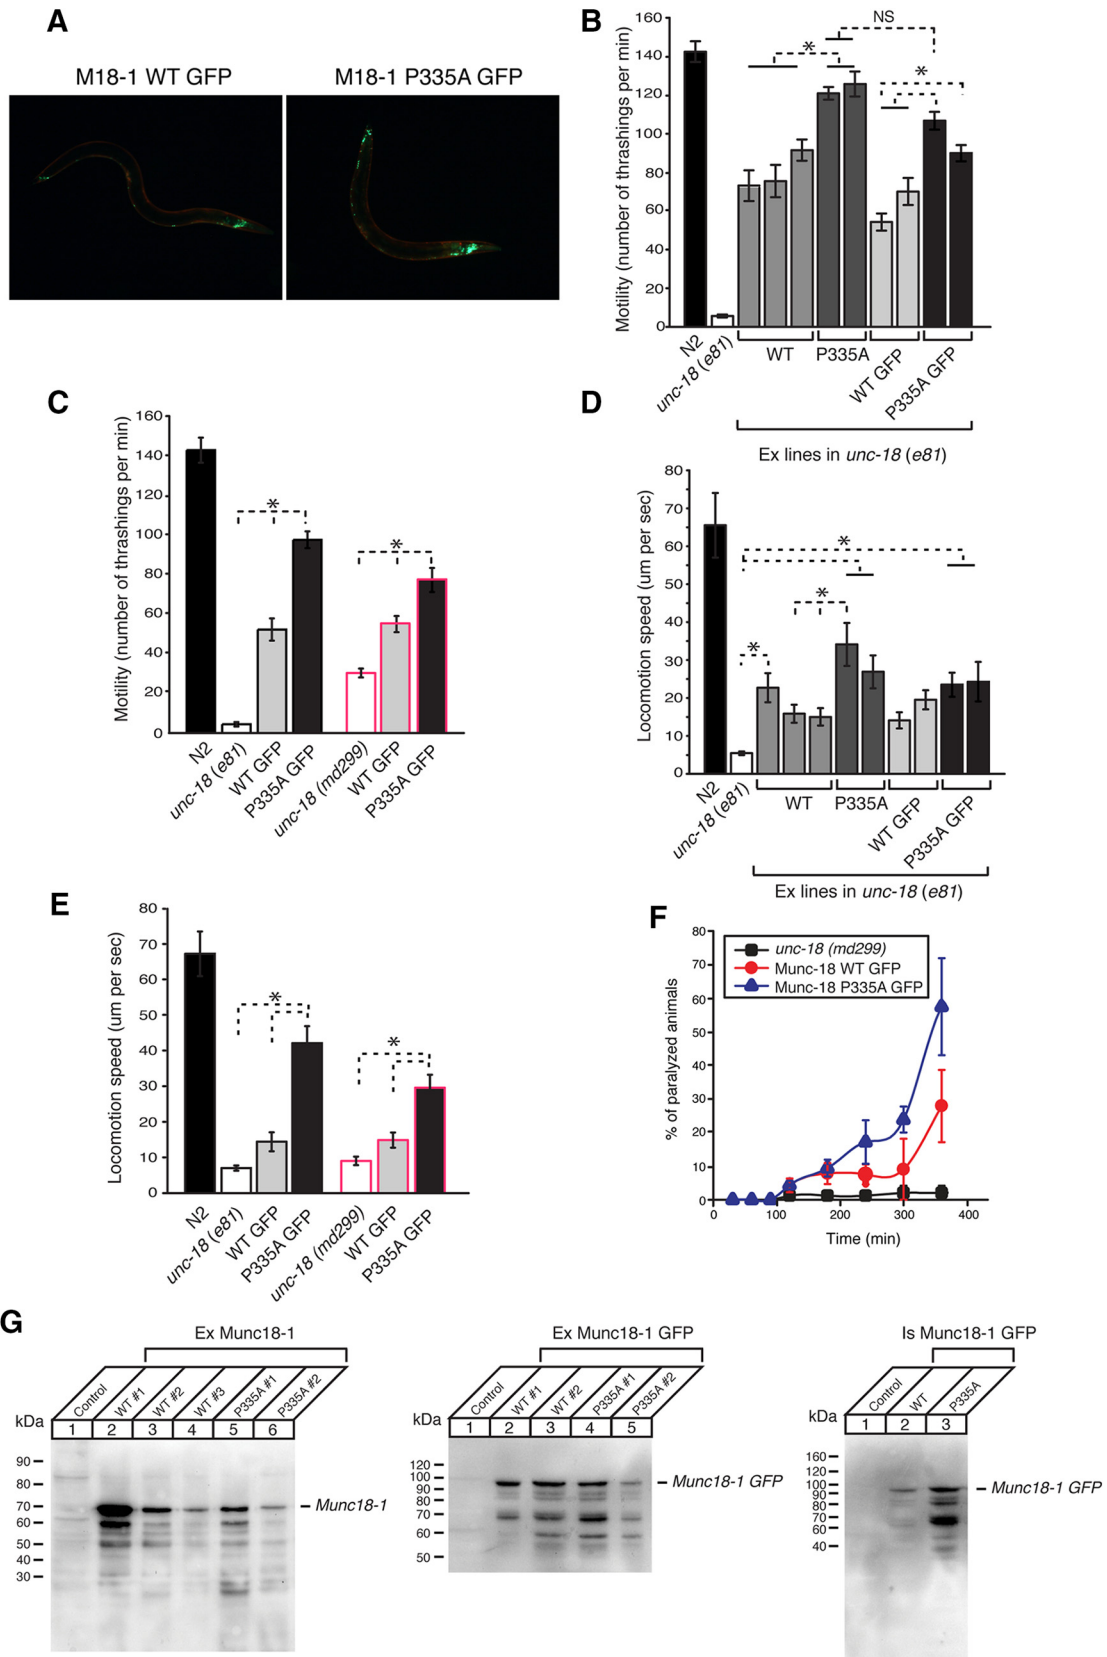 A
M18-1 WT GFP
M18-1 P335A GFP
B
Motility (number of thrashings per min)
160
140
120
100
80
60
40
20
0
*
NS
*
N2
unc-18 (e81)
WT
P335A
WT GFP
P335A GFP
Ex lines in unc-18 (e81)
C
Motility (number of thrashings per min)
160
140
120
100
80
60
40
20
0
*
*
N2
unc-18 (e81)
WT GFP
P335A GFP
unc-18 (md299)
WT GFP
P335A GFP
D
Locomotion speed (um per sec)
80
70
60
50
40
30
20
10
0
*
*
*
N2
unc-18 (e81)
WT
P335A
WT GFP
P335A GFP
Ex lines in unc-18 (e81)
E
Locomotion speed (um per sec)
80
70
60
50
40
30
20
10
0
*
*
N2
unc-18 (e81)
WT GFP
P335A GFP
unc-18 (md299)
WT GFP
P335A GFP
F
% of paralyzed animals
80
70
60
50
40
30
20
10
0
unc-18 (md299)
Munc-18 WT GFP
Munc-18 P335A GFP
0 100 200 300 400
Time (min)
G
Ex Munc18-1
Control
WT #1
WT #2
WT #3
P335A #1
P335A #2
kDa
1 2 3 4 5 6
90
80
70
60
50
40
30
Munc18-1
Ex Munc18-1 GFP
Control
WT #1
WT #2
P335A #1
P335A #2
kDa
1 2 3 4 5
120
100
90
80
70
60
50
Munc18-1 GFP
Is Munc18-1 GFP
Control
WT
P335A
kDa
1 2 3
160
120
100
90
80
70
60
40
Munc18-1 GFP